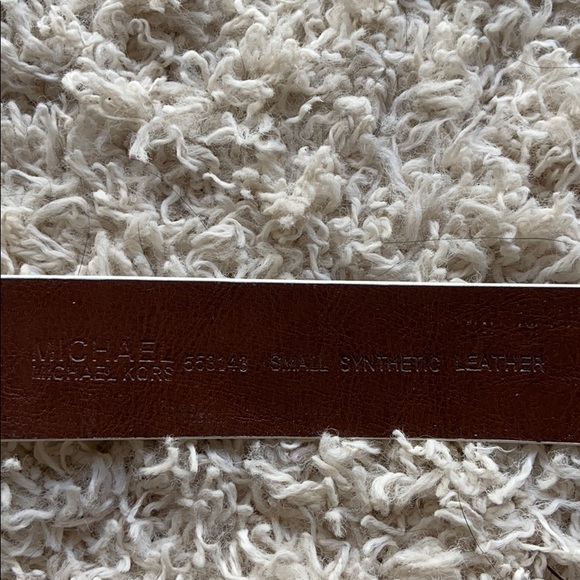 MICHAEL
MICHAEL KORS 553143 SMALL SYNTHETIC LEATHER